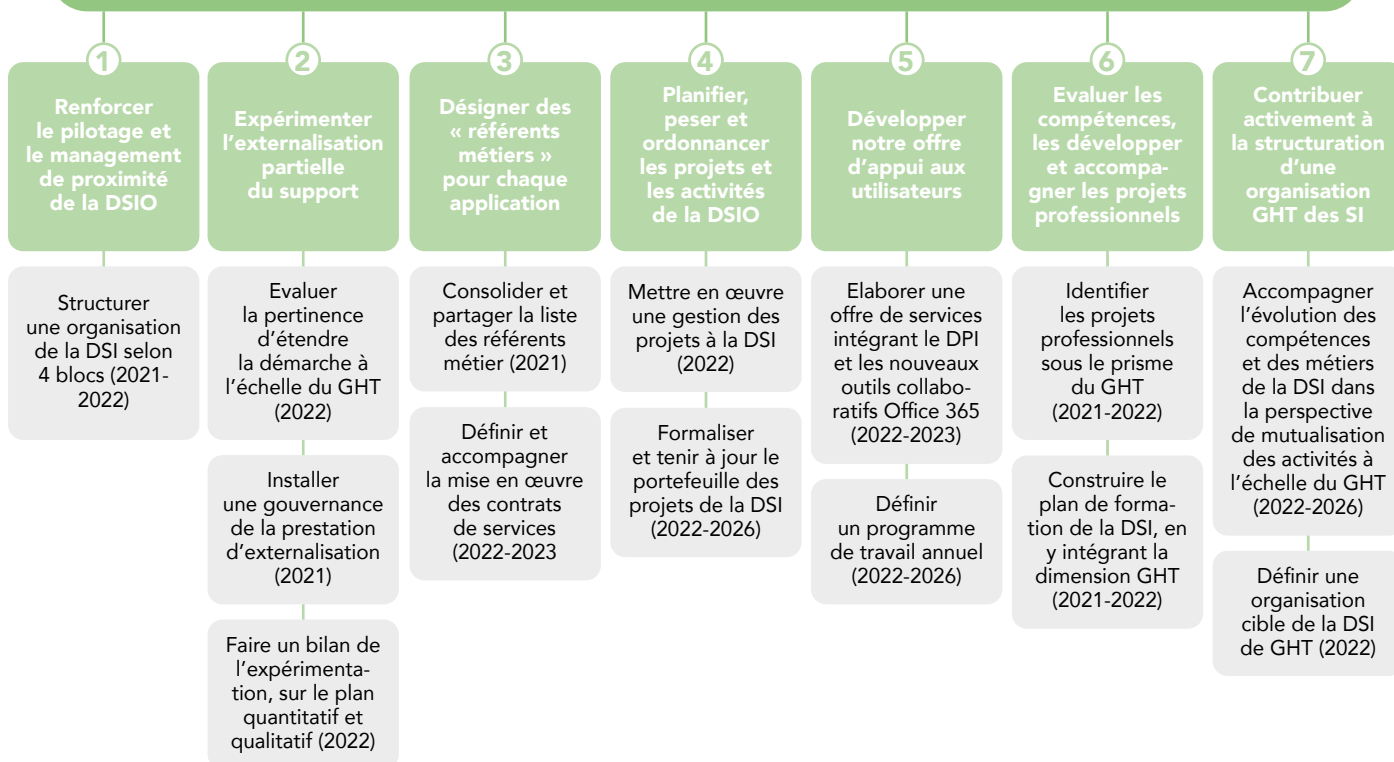 1
Renforcer
le pilotage et
le management
de proximité
de la DSIO
Structurer
une organisation
de la DSI selon
4 blocs (2021-
2022)
2
Expérimenter
l'externalisation
partielle
du support
Evaluer
la pertinence
d'étendre
la démarche à
l'échelle du GHT
(2022)
Installer
une gouvernance
de la prestation
d'externalisation
(2021)
Faire un bilan de
l'expérimenta-
tion, sur le plan
quantitatif et
qualitatif (2022)
3
Désigner des
« référents
métiers »
pour chaque
application
Consolider et
partager la liste
des référents
métier (2021)
Définir et
accompagner
la mise en œuvre
des contrats
de services
(2022-2023
4
Planifier,
peser et
ordonnancer
les projets et
les activités
de la DSIO
Mettre en œuvre
une gestion des
projets à la DSI
(2022)
Formaliser
et tenir à jour le
portefeuille des
projets de la DSI
(2022-2026)
5
Développer
notre offre
d'appui aux
utilisateurs
Elaborer une
offre de services
intégrant le DPI
et les nouveaux
outils collabo-
ratifs Office 365
(2022-2023)
Définir
un programme
de travail annuel
(2022-2026)
6
Evaluer les
compétences,
les développer
et accompa-
gner les projets
professionnels
Identifier
les projets
professionnels
sous le prisme
du GHT
(2021-2022)
Construire le
plan de forma-
tion de la DSI, en
y intégrant la
dimension GHT
(2021-2022)
7
Contribuer
activement à
la structuration
d'une
organisation
GHT des SI
Accompagner
l'évolution des
compétences
et des métiers
de la DSI dans
la perspective
de mutualisation
des activités à
l'échelle du GHT
(2022-2026)
Définir une
organisation
cible de la DSI
de GHT (2022)